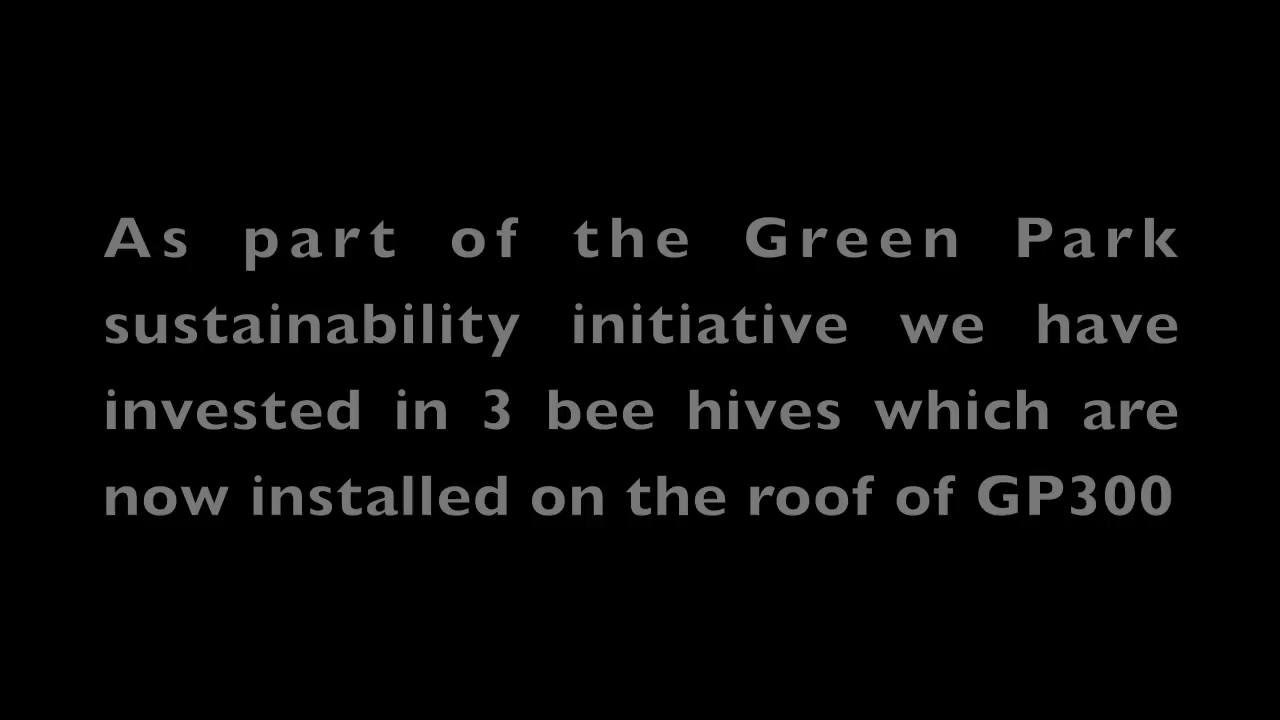 As part of the Green Park
sustainability initiative we have
invested in 3 bee hives which are
now installed on the roof of GP300